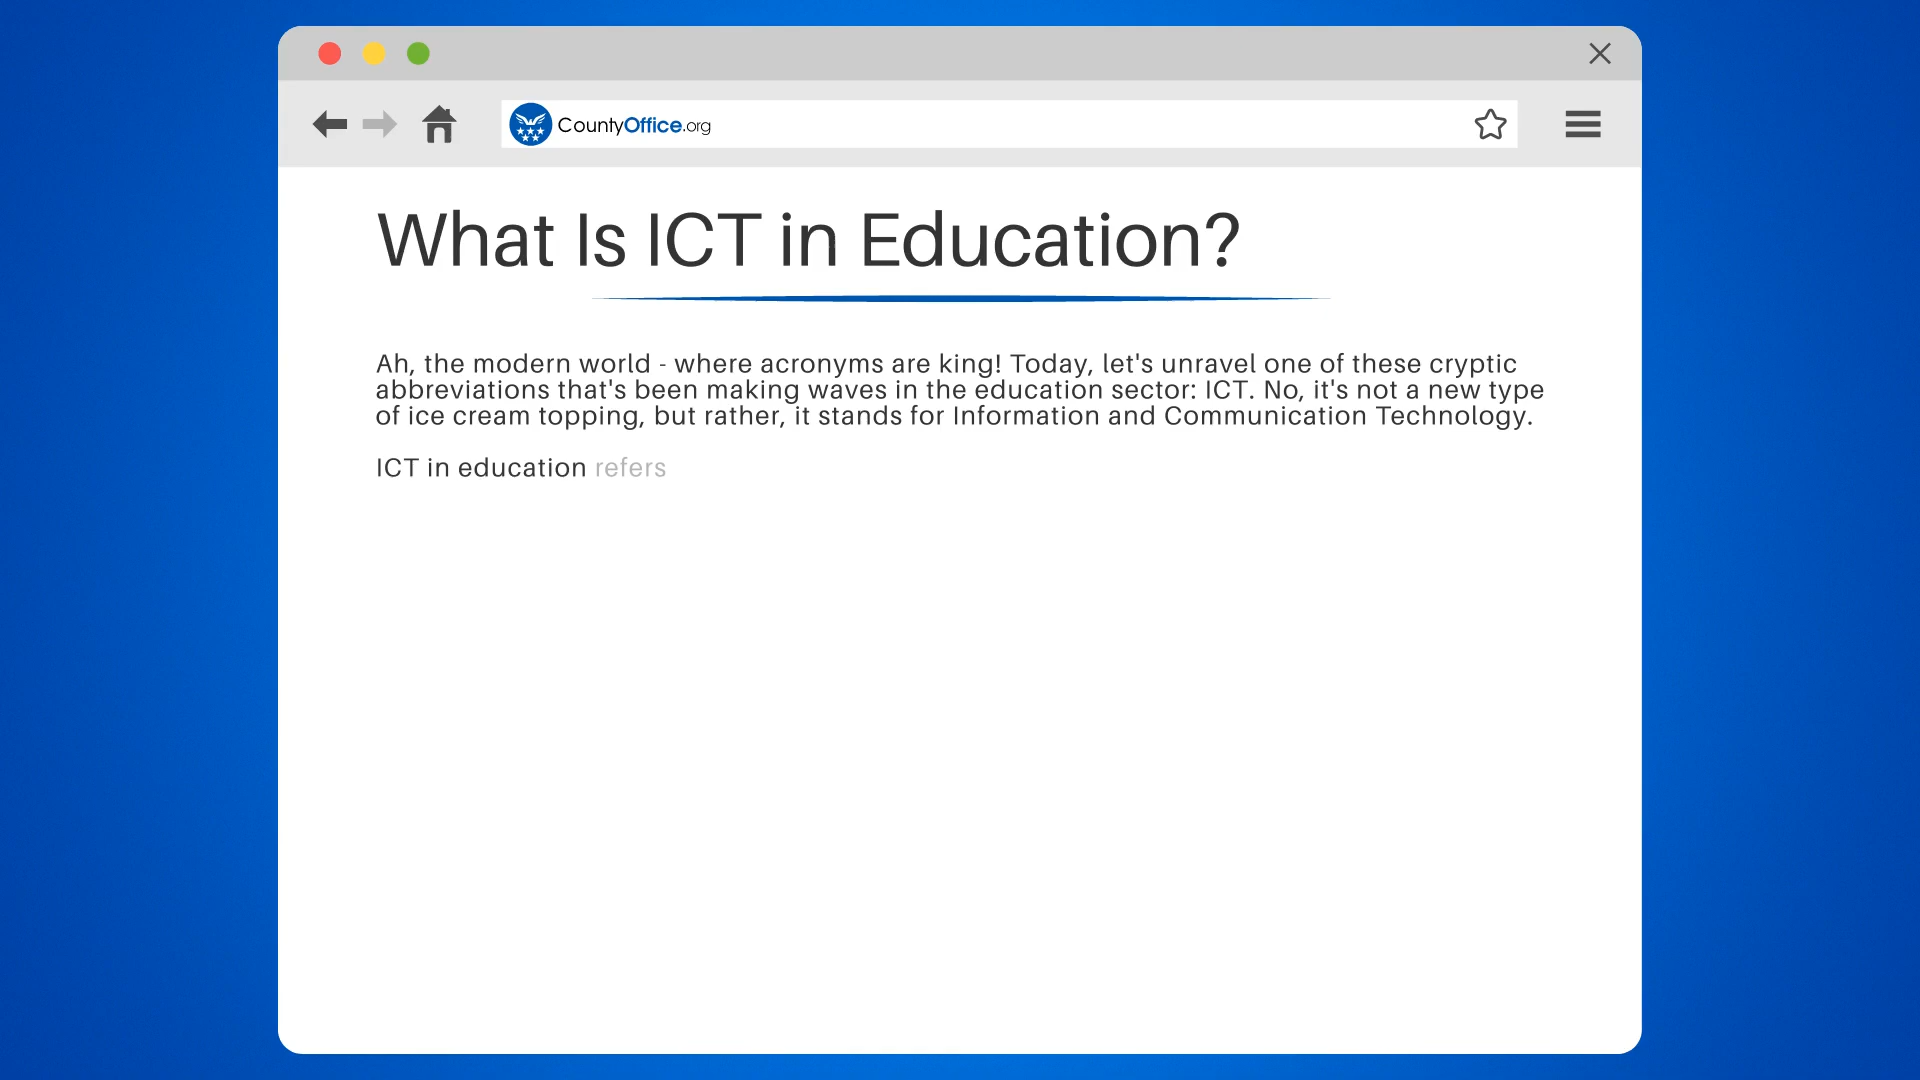 CountyOffice.org
What Is ICT in Education?
Ah, the modern world - where acronyms are king! Today, let's unravel one of these cryptic
abbreviations that's been making waves in the education sector: ICT. No, it's not a new type
of ice cream topping, but rather, it stands for Information and Communication Technology.
ICT in education refers